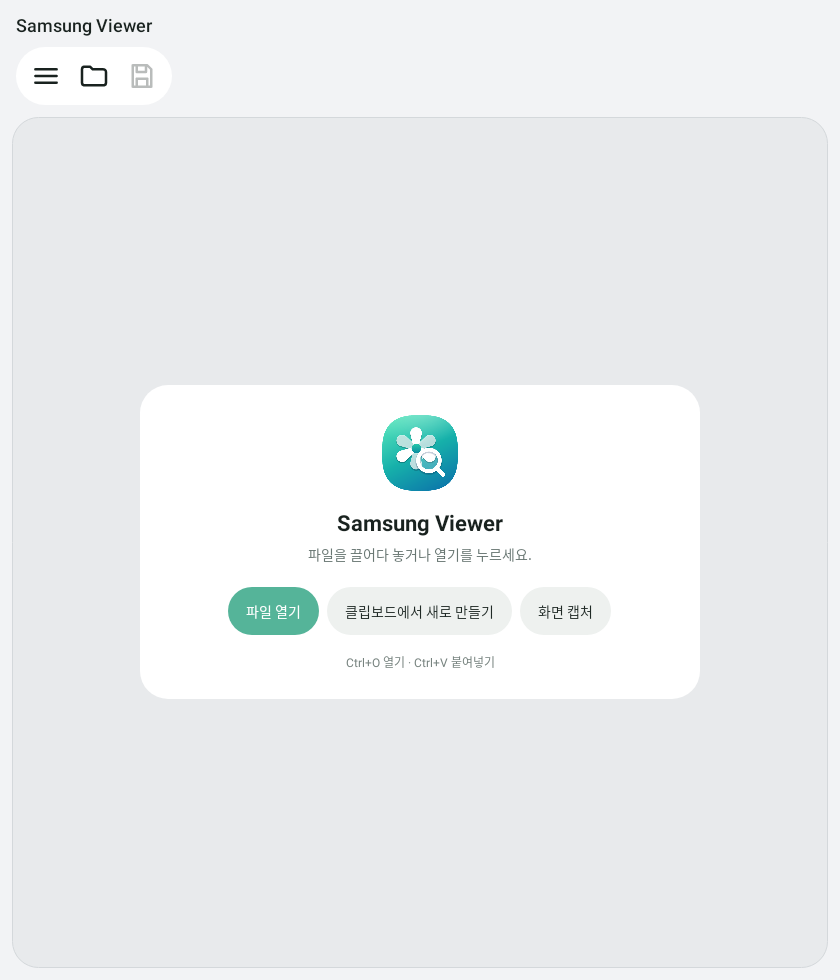 Samsung Viewer
Samsung Viewer
파일을 끌어다 놓거나 열기를 누르세요.
파일 열기
클립보드에서 새로 만들기
화면 캡처
Ctrl+O 열기 · Ctrl+V 붙여넣기